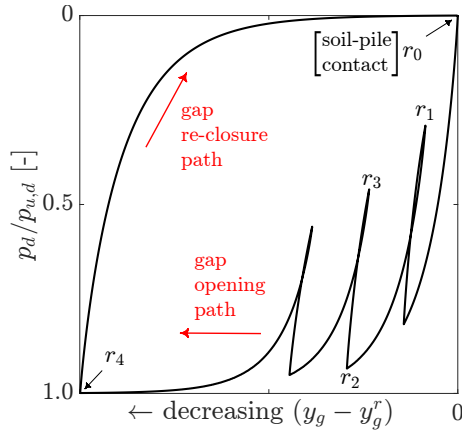 0
[soil-pile
contact] r₀
r₁
gap
re-closure
path
r₃
p_d/p_{u,d} [-]
0.5
gap
opening
path
r₄
r₂
1.0
← decreasing (y_g − y_g^r)
0